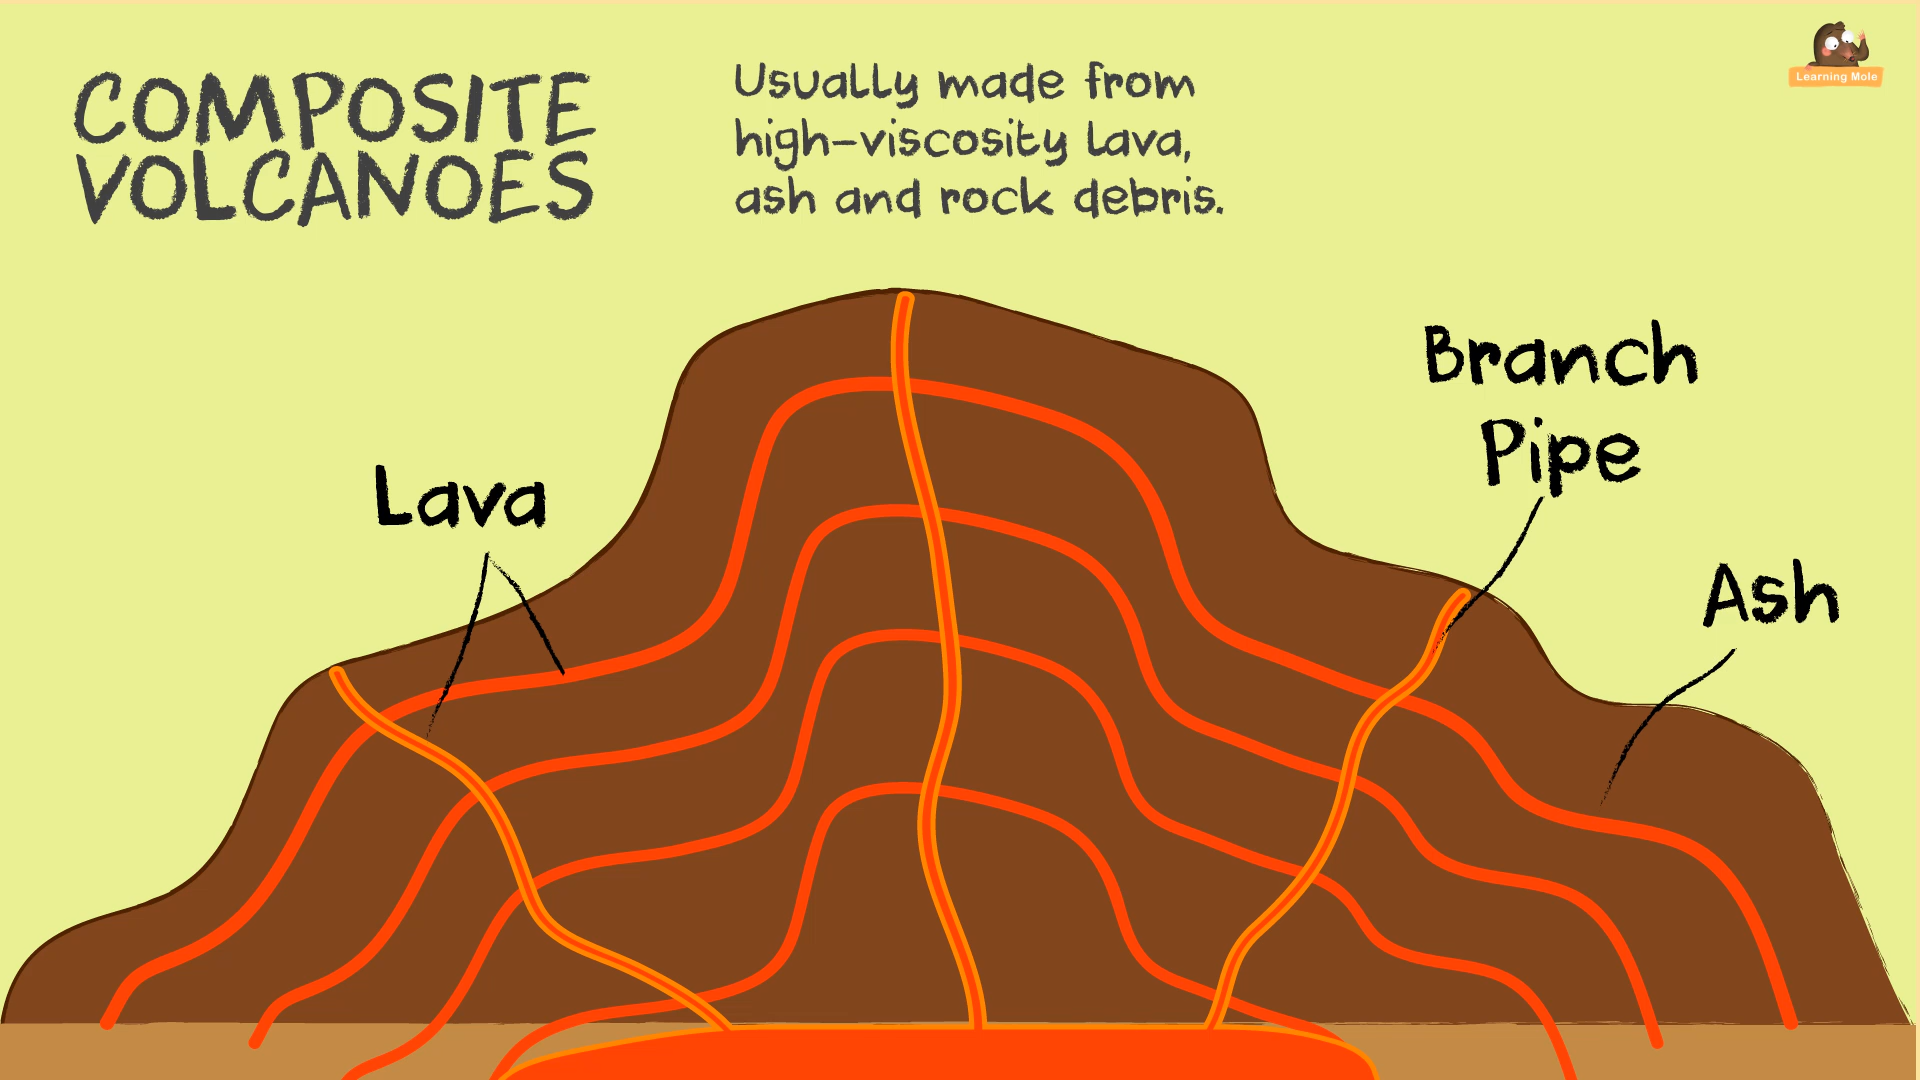 COMPOSITE
VOLCANOES
Usually made from
high-viscosity lava,
ash and rock debris.
Learning Mole
Branch
Pipe
Lava
Ash